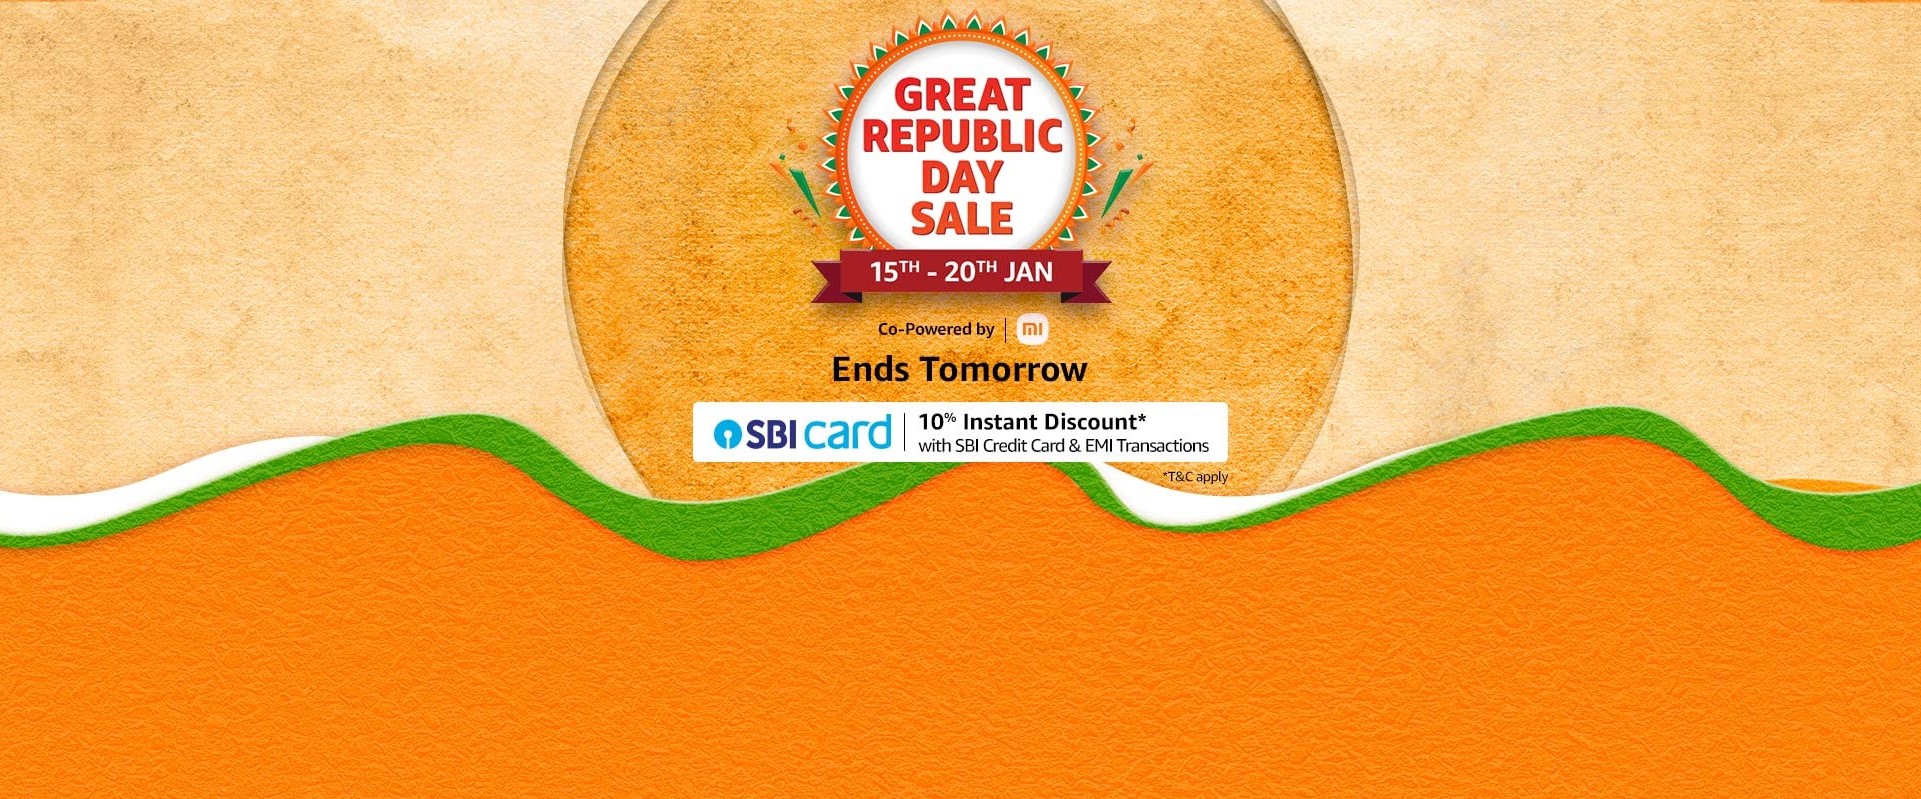 GREAT
REPUBLIC
DAY
SALE
15TH - 20TH JAN
Co-Powered by | mi
Ends Tomorrow
SBI card | 10% Instant Discount*
with SBI Credit Card & EMI Transactions
*T&C apply